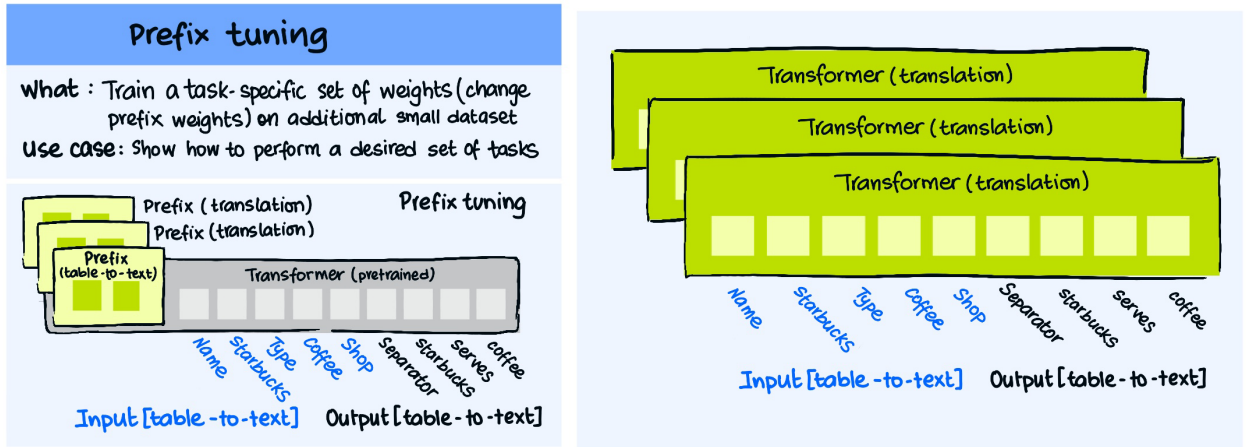 Prefix tuning
What : Train a task-specific set of weights (change
prefix weights) on additional small dataset
Use case: Show how to perform a desired set of tasks
Prefix (translation)
Prefix tuning
Prefix (translation)
Prefix
(table-to-text)
Transformer (pretrained)
Name
Starbucks
Type
Coffee
Shop
Separator
starbucks
serves
coffee
Input [table-to-text]
Output [table-to-text]
Transformer (translation)
Transformer (translation)
Transformer (translation)
Name
Starbucks
Type
Coffee
Shop
Separator
starbucks
serves
coffee
Input [table-to-text]
Output [table-to-text]